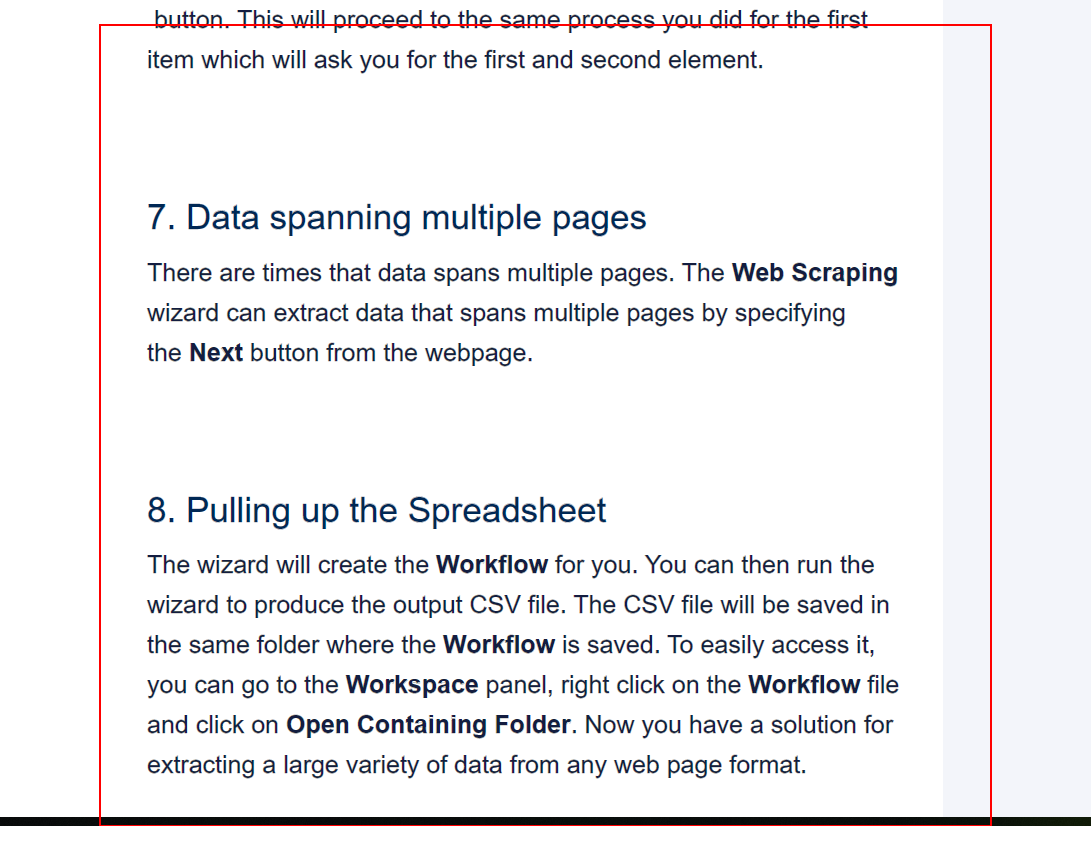 button. This will proceed to the same process you did for the first
item which will ask you for the first and second element.
7. Data spanning multiple pages
There are times that data spans multiple pages. The Web Scraping
wizard can extract data that spans multiple pages by specifying
the Next button from the webpage.
8. Pulling up the Spreadsheet
The wizard will create the Workflow for you. You can then run the
wizard to produce the output CSV file. The CSV file will be saved in
the same folder where the Workflow is saved. To easily access it,
you can go to the Workspace panel, right click on the Workflow file
and click on Open Containing Folder. Now you have a solution for
extracting a large variety of data from any web page format.